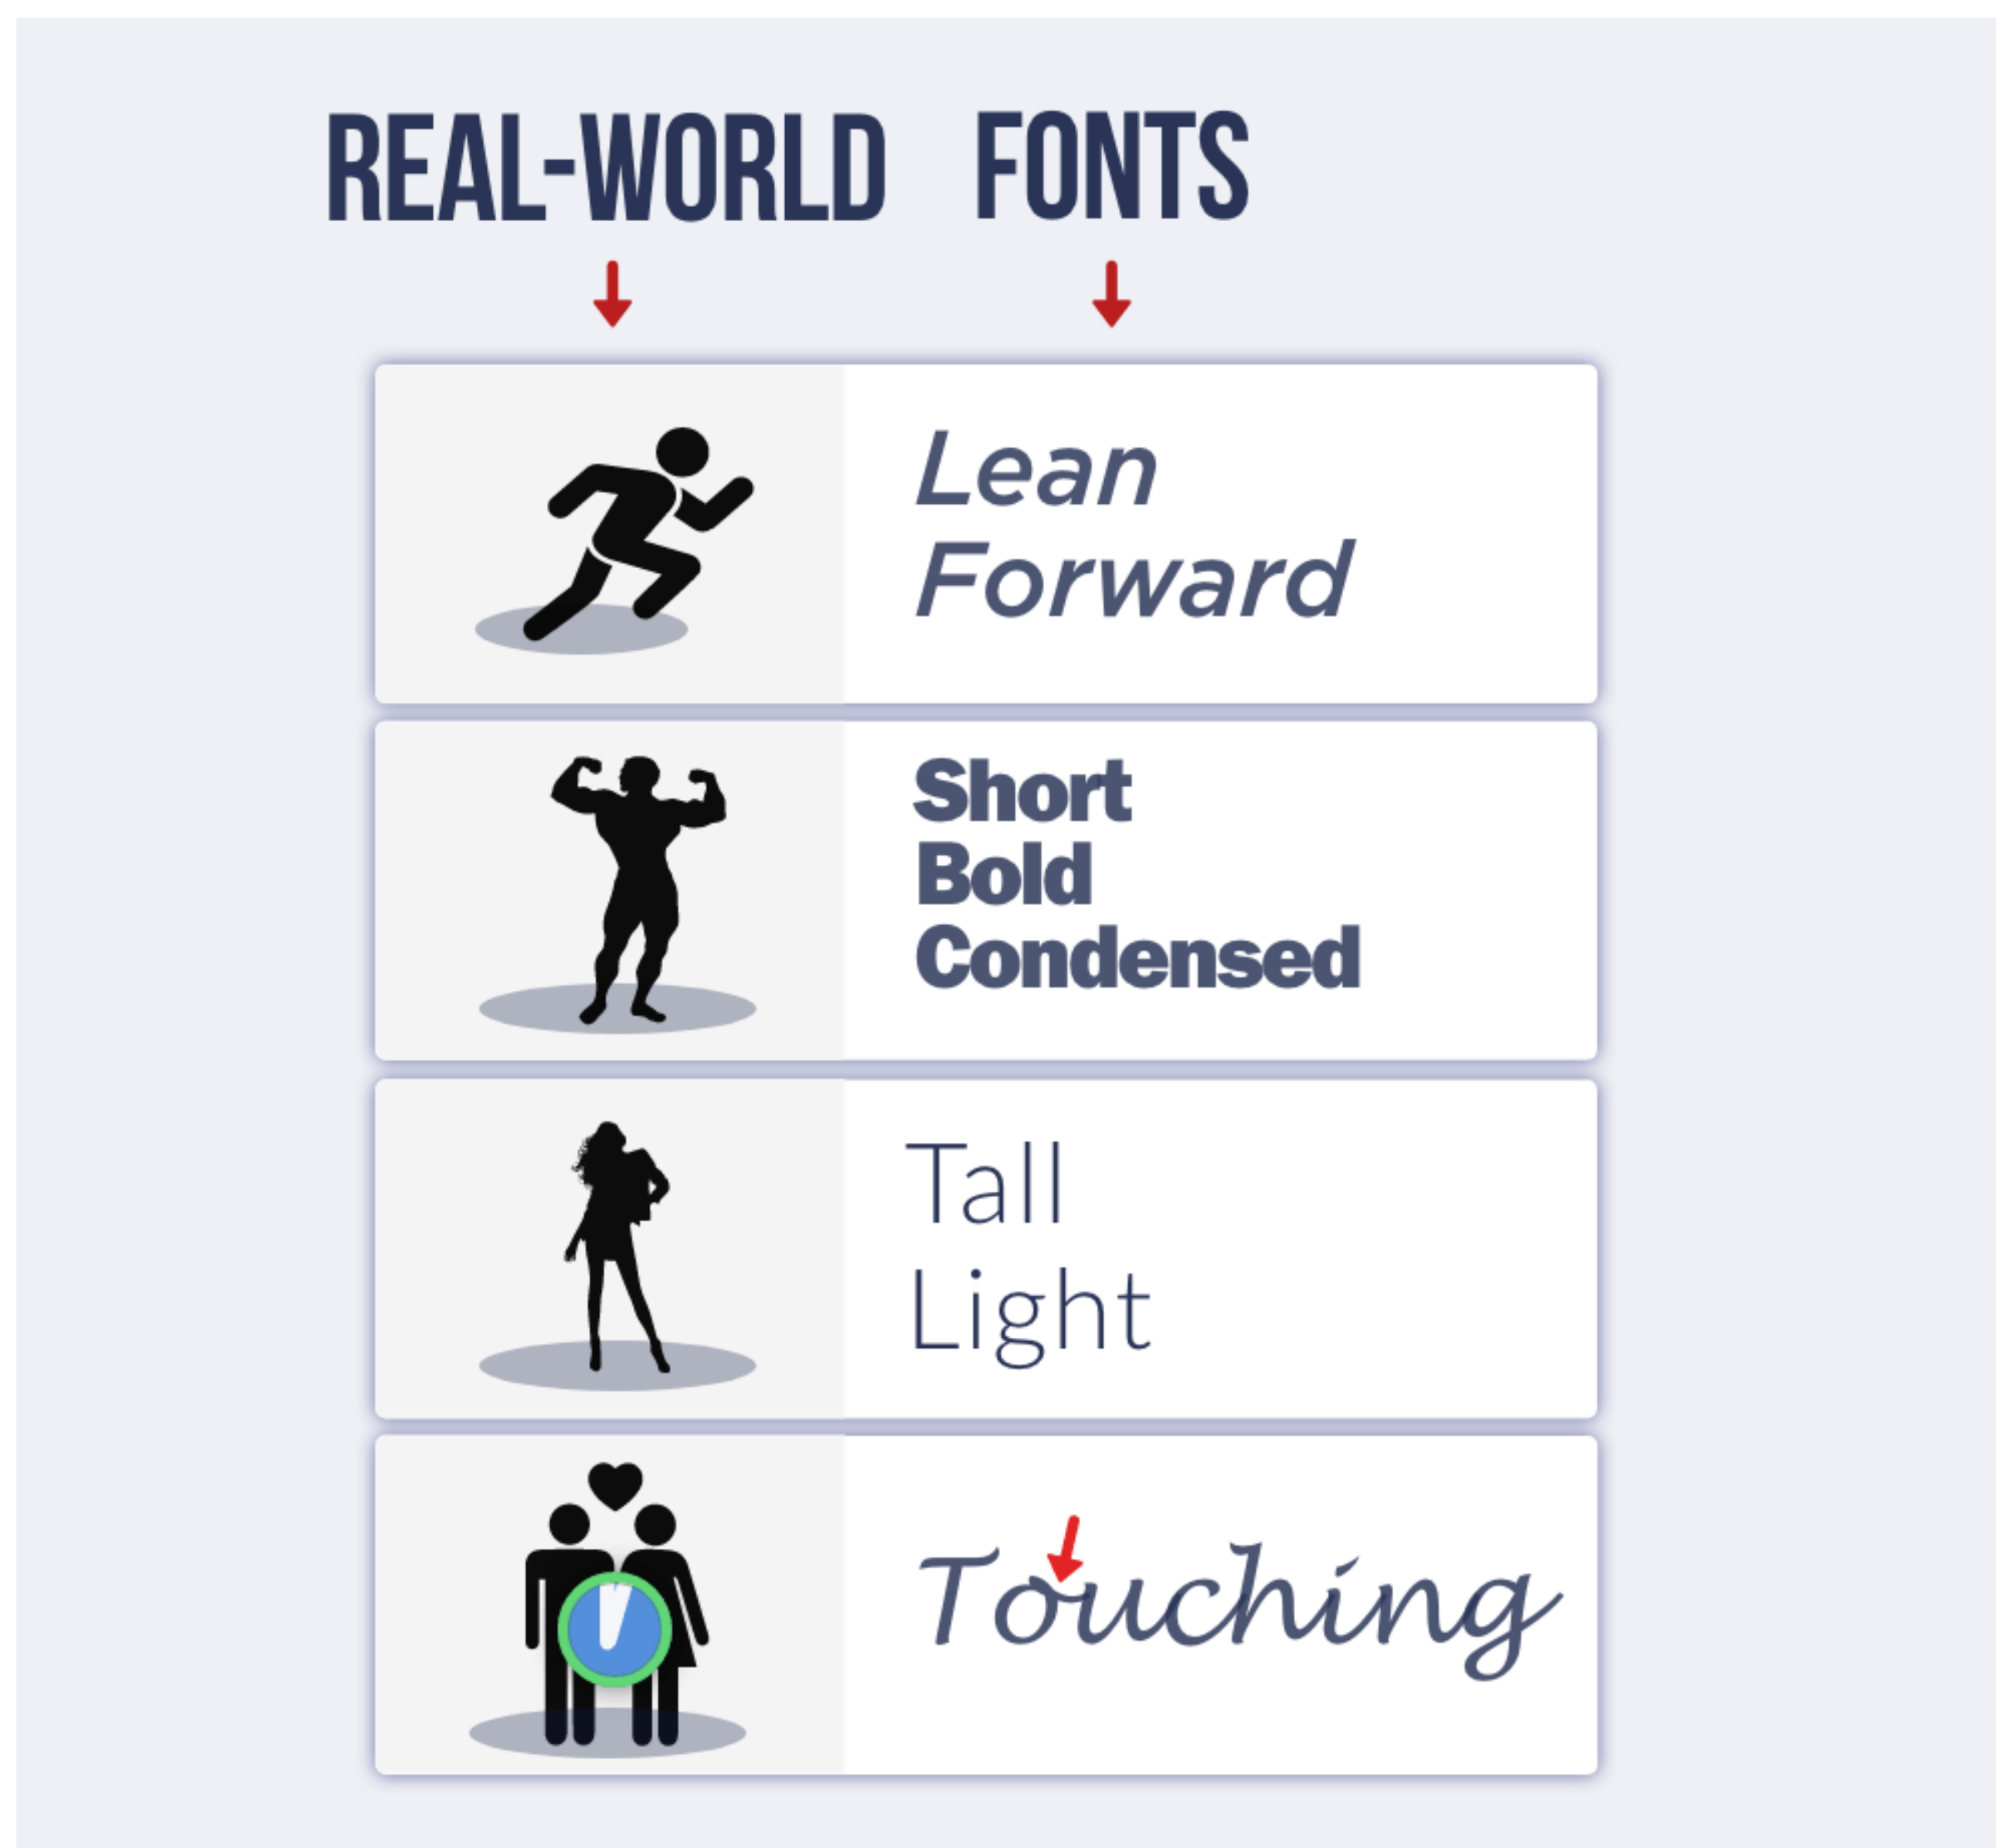 REAL-WORLD FONTS
Lean
Forward
Short
Bold
Condensed
Tall
Light
Touching